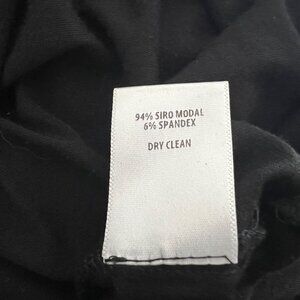 94% SIRO MODAL
6% SPANDEX
DRY CLEAN